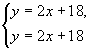 y = 2x + 18,
y = 2x + 18.